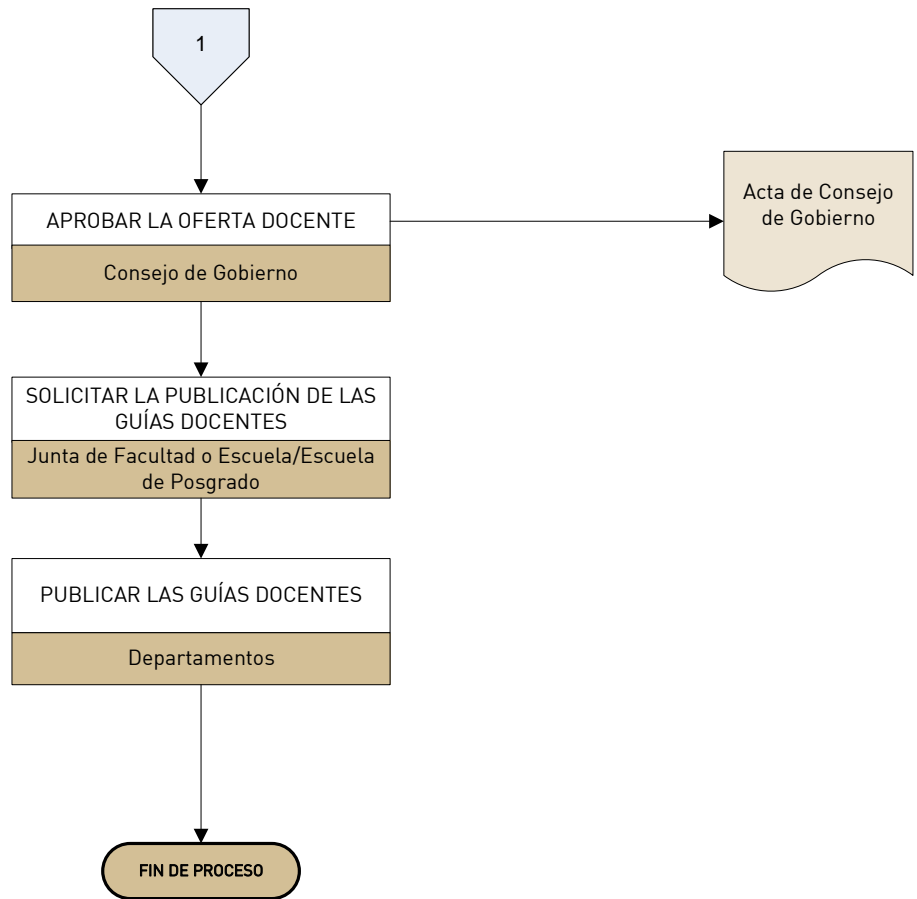 1
APROBAR LA OFERTA DOCENTE
Consejo de Gobierno
Acta de Consejo
de Gobierno
SOLICITAR LA PUBLICACIÓN DE LAS
GUÍAS DOCENTES
Junta de Facultad o Escuela/Escuela
de Posgrado
PUBLICAR LAS GUÍAS DOCENTES
Departamentos
FIN DE PROCESO